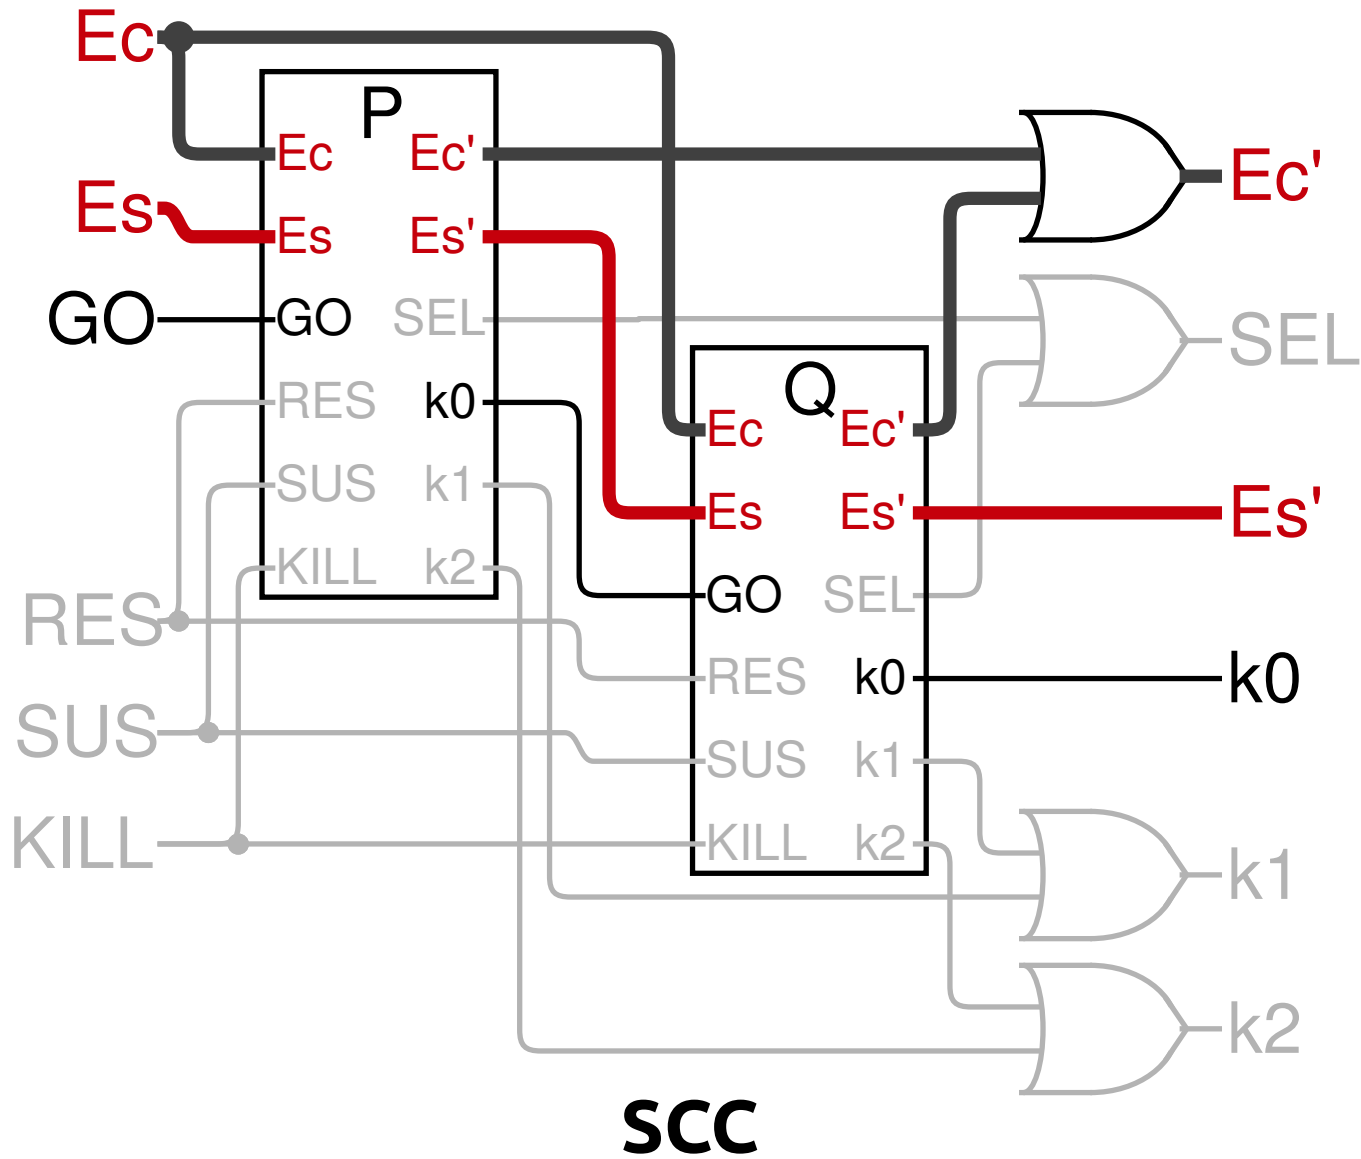 Ec
P
Ec Ec'
Es
Es Es'
GO
GO SEL
RES k0
SUS k1
KILL k2
RES
SUS
KILL
Q
Ec Ec'
Es Es'
GO SEL
RES k0
SUS k1
KILL k2
Ec'
SEL
Es'
k0
k1
k2
SCC